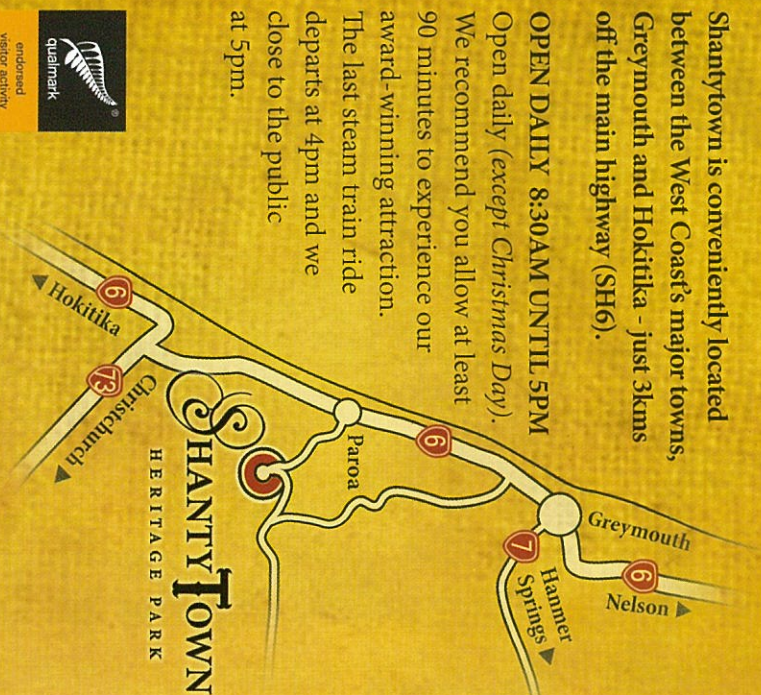 Shantytown is conveniently located
between the West Coast's major towns,
Greymouth and Hokitika - just 3kms
off the main highway (SH6).
OPEN DAILY 8:30AM UNTIL 5PM
Open daily (except Christmas Day).
We recommend you allow at least
90 minutes to experience our
award-winning attraction.
The last steam train ride
departs at 4pm and we
close to the public
at 5pm.
qualmark
®
endorsed
visitor activity
Greymouth
6
Nelson
7
Hanmer
Springs
6
Paroa
6
Hokitika
73
Christchurch
SHANTYTOWN
HERITAGE PARK